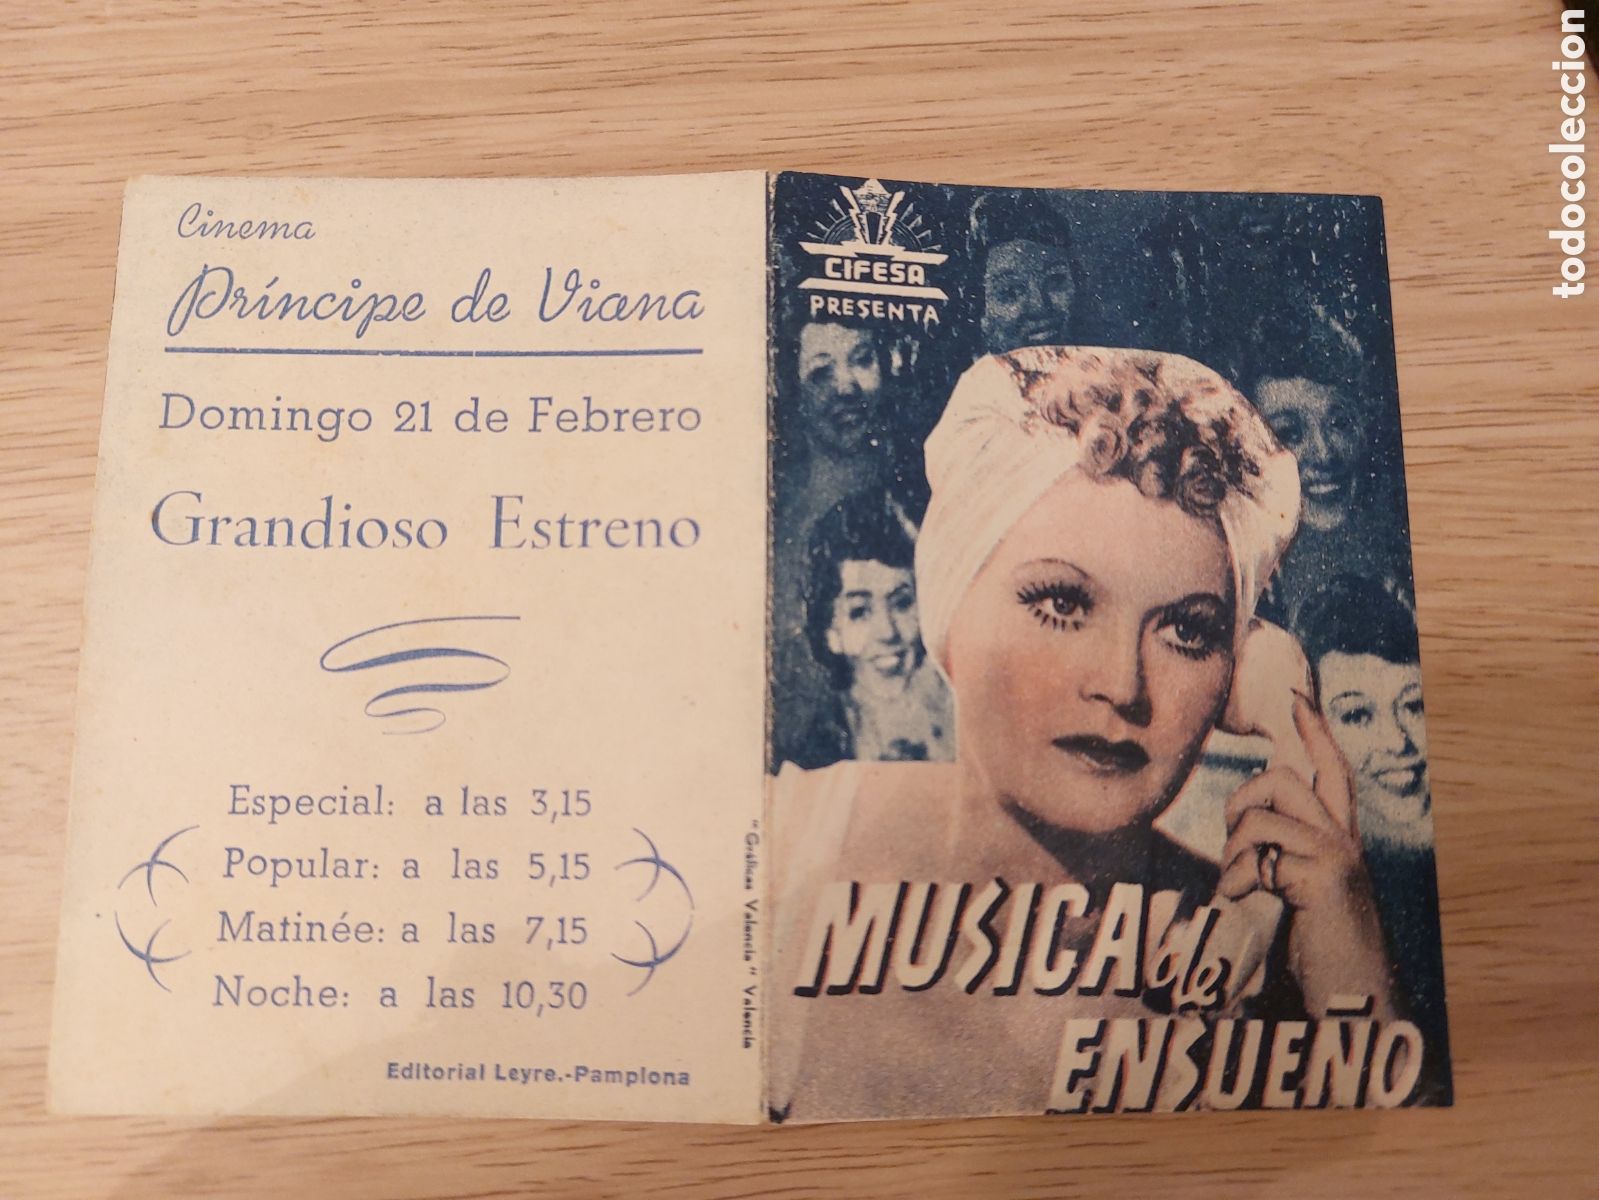 Cinema
Príncipe de Viana
Domingo 21 de Febrero
Grandioso Estreno
Especial: a las 3,15
Popular: a las 5,15
Matinée: a las 7,15
Noche: a las 10,30
Editorial Leyre.-Pamplona
"Gráficas Valencia" Valencia
CIFESA
PRESENTA
MUSICA de
ENSUEÑO
todocoleccion